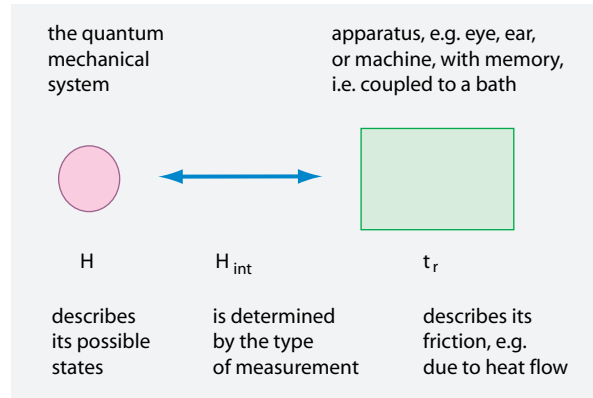 the quantum
mechanical
system
apparatus, e.g. eye, ear,
or machine, with memory,
i.e. coupled to a bath
H
H int
t r
describes
its possible
states
is determined
by the type
of measurement
describes its
friction, e.g.
due to heat flow